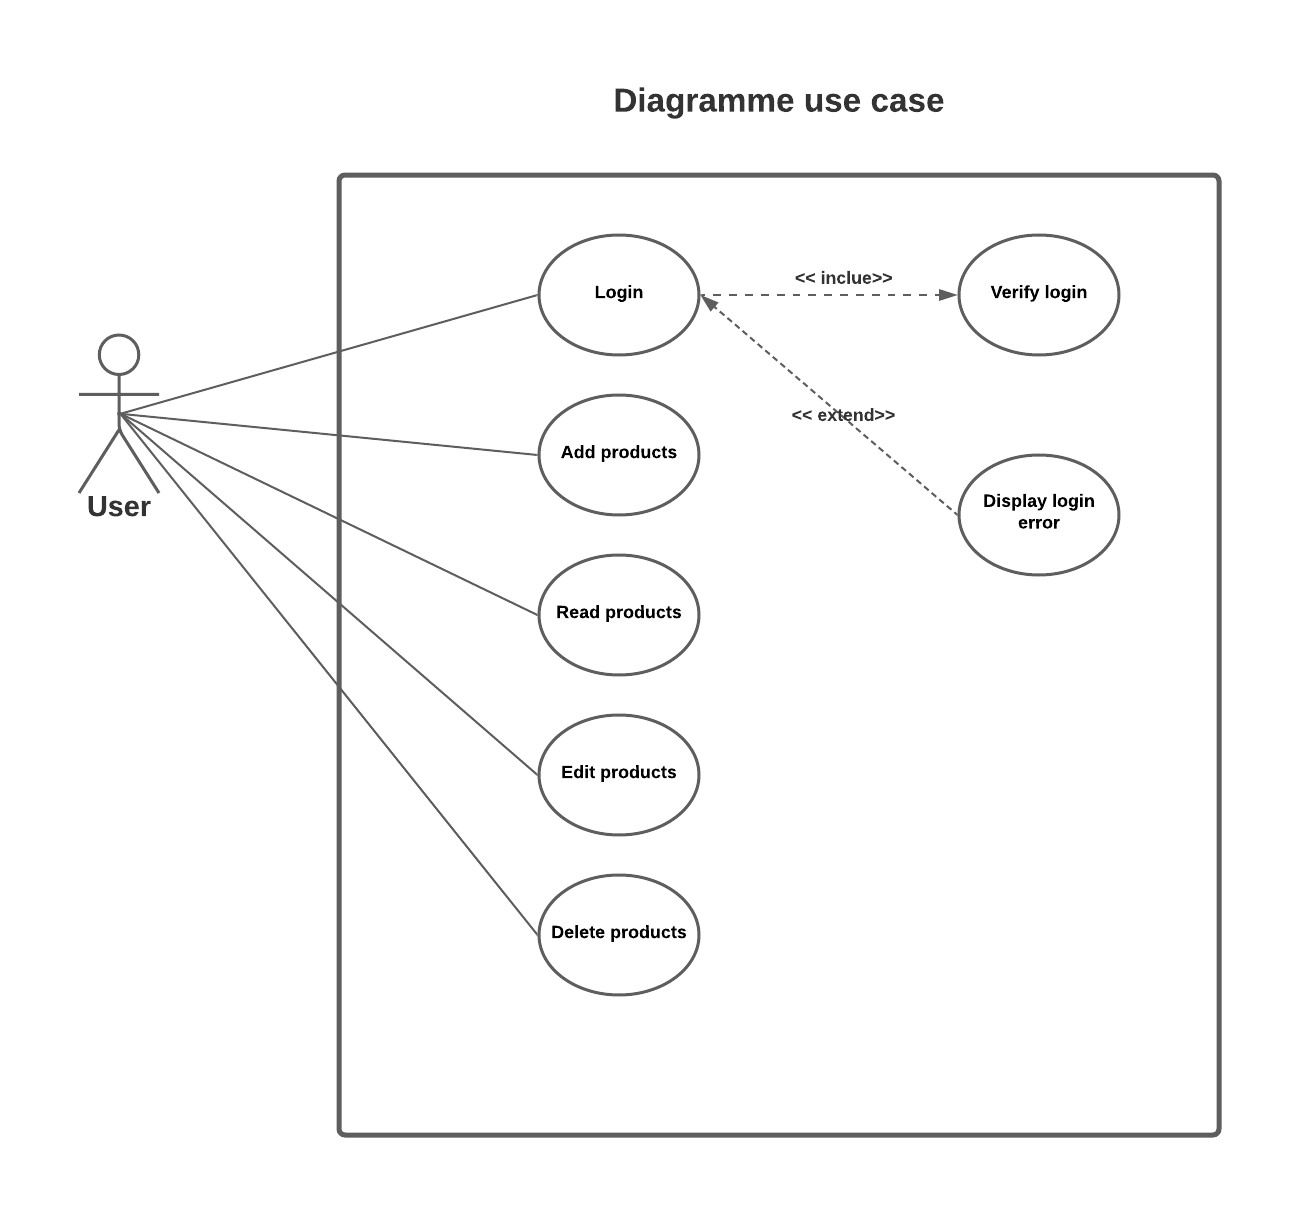 Diagramme use case
Login
<< inclue>>
Verify login
Add products
<< extend>>
User
Display login
error
Read products
Edit products
Delete products